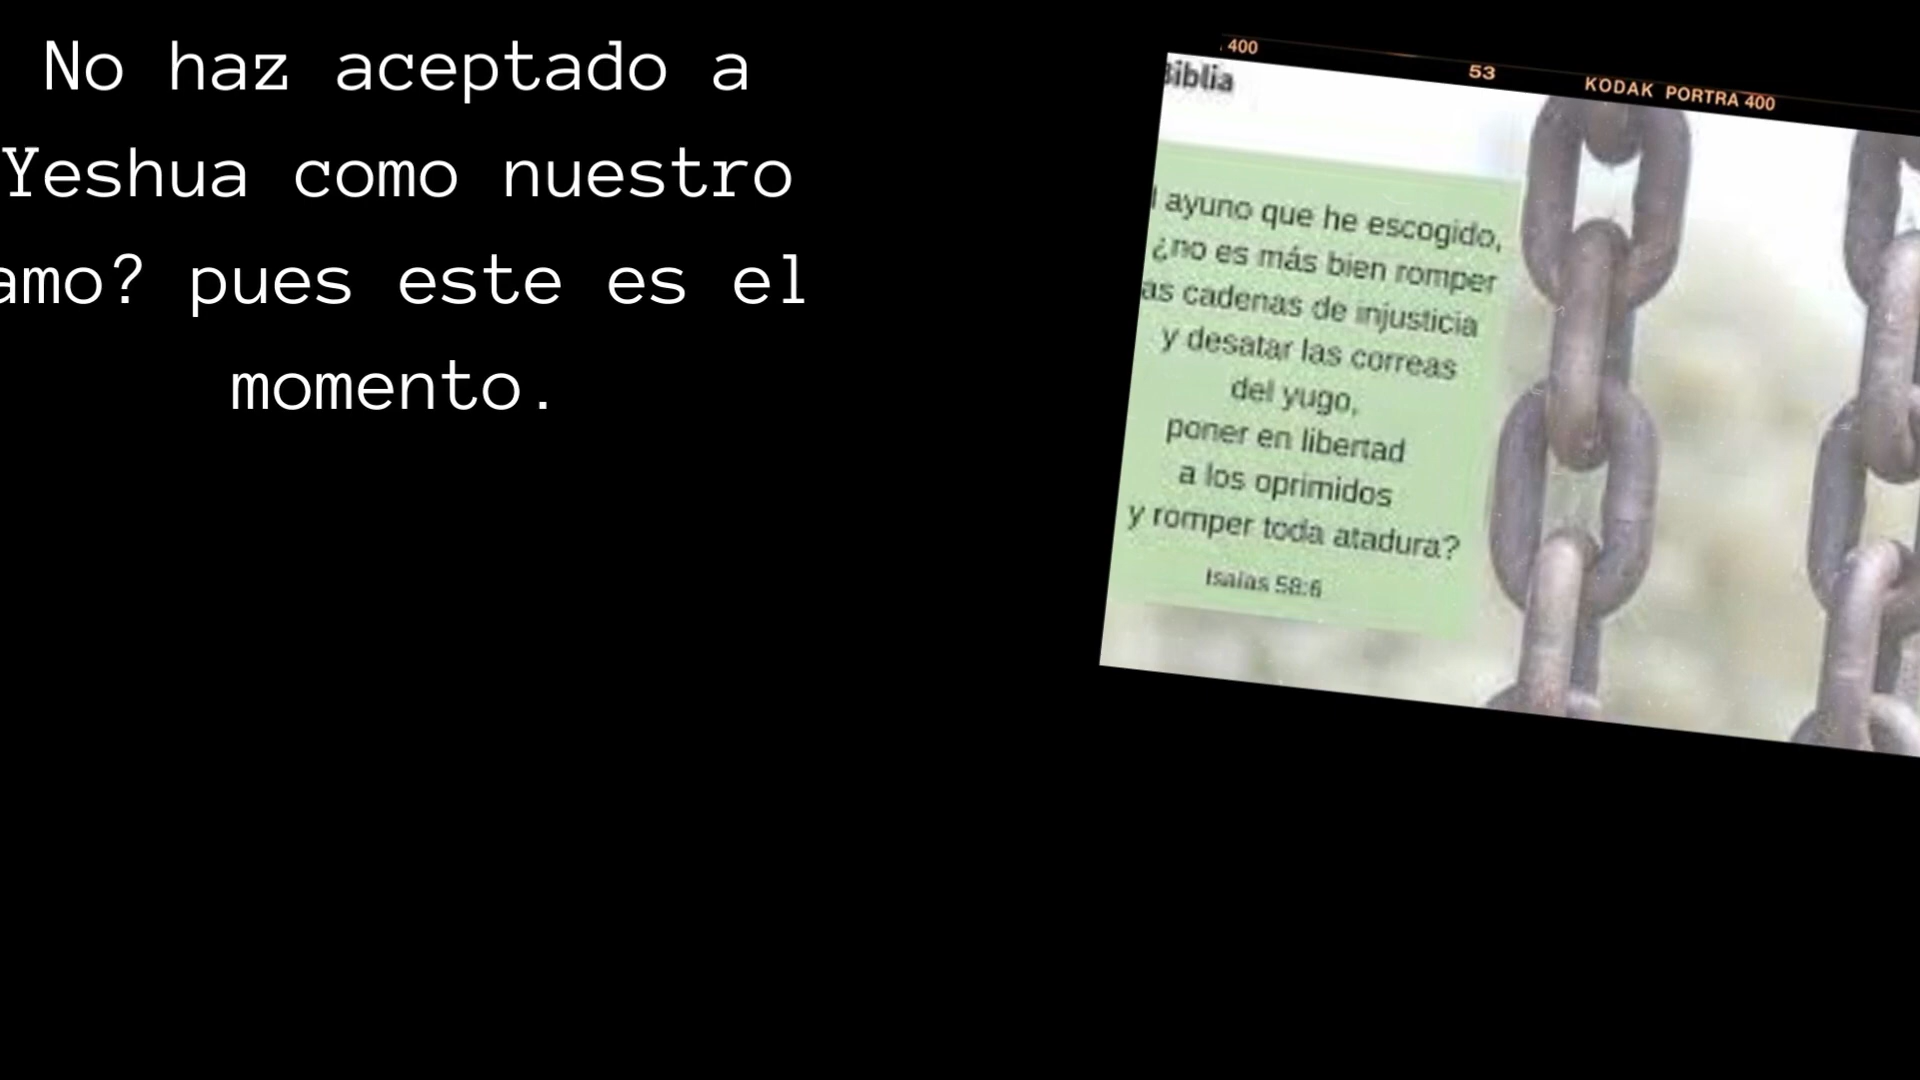 No haz aceptado a
Yeshua como nuestro
amo? pues este es el
momento.
400
53
KODAK PORTRA 400
Biblia
l ayuno que he escogido,
¿no es más bien romper
as cadenas de injusticia
y desatar las correas
del yugo,
poner en libertad
a los oprimidos
y romper toda atadura?
Isaías 58:6